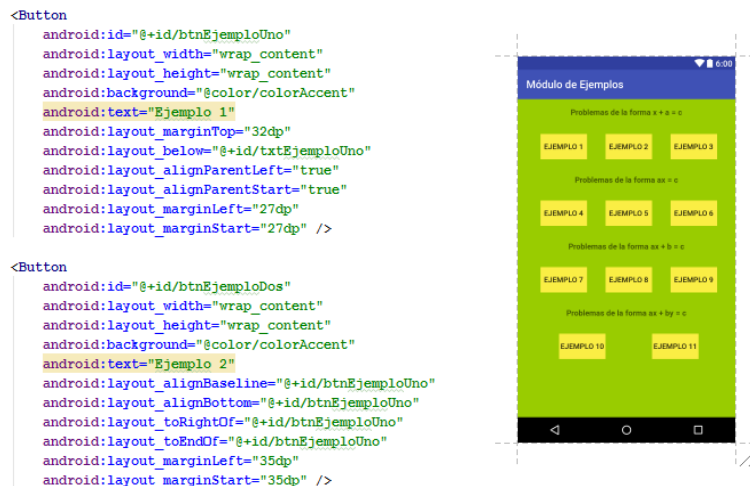 <Button
android:id="@+id/btnEjemploUno"
android:layout_width="wrap_content"
android:layout_height="wrap_content"
android:background="@color/colorAccent"
android:text="Ejemplo 1"
android:layout_marginTop="32dp"
android:layout_below="@+id/txtEjemploUno"
android:layout_alignParentLeft="true"
android:layout_alignParentStart="true"
android:layout_marginLeft="27dp"
android:layout_marginStart="27dp" />
<Button
android:id="@+id/btnEjemploDos"
android:layout_width="wrap_content"
android:layout_height="wrap_content"
android:background="@color/colorAccent"
android:text="Ejemplo 2"
android:layout_alignBaseline="@+id/btnEjemploUno"
android:layout_alignBottom="@+id/btnEjemploUno"
android:layout_toRightOf="@+id/btnEjemploUno"
android:layout_toEndOf="@+id/btnEjemploUno"
android:layout_marginLeft="35dp"
android:layout_marginStart="35dp" />
6:00
Módulo de Ejemplos
Problemas de la forma x + a = c
EJEMPLO 1 EJEMPLO 2 EJEMPLO 3
Problemas de la forma ax = c
EJEMPLO 4 EJEMPLO 5 EJEMPLO 6
Problemas de la forma ax + b = c
EJEMPLO 7 EJEMPLO 8 EJEMPLO 9
Problemas de la forma ax + by = c
EJEMPLO 10 EJEMPLO 11